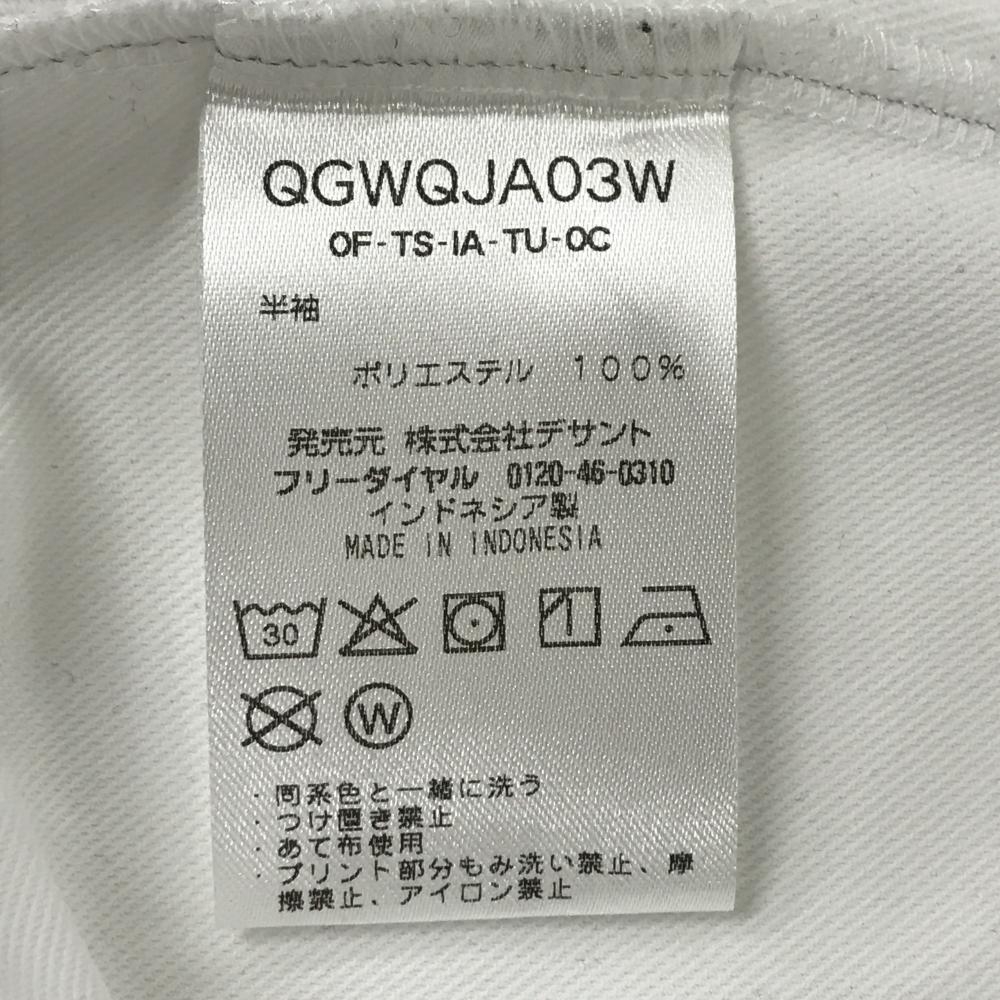 QGWQJA03W
OF-TS-IA-TU-OC
半袖
ポリエステル 100%
発売元 株式会社デサント
フリーダイヤル 0120-46-0310
インドネシア製
MADE IN INDONESIA
30
W
・同系色と一緒に洗う
・つけ置き禁止
・あて布使用
・プリント部分もみ洗い禁止、摩
擦禁止、アイロン禁止